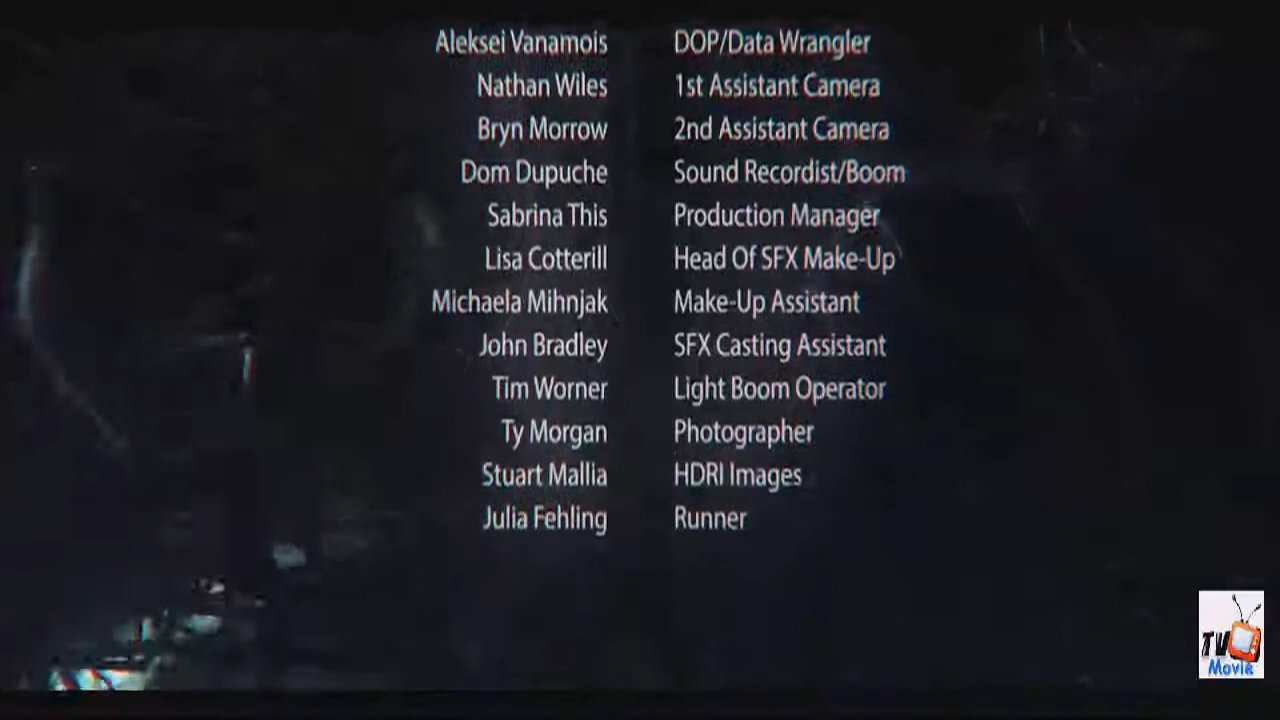 Aleksei Vanamois DOP/Data Wrangler
Nathan Wiles 1st Assistant Camera
Bryn Morrow 2nd Assistant Camera
Dom Dupuche Sound Recordist/Boom
Sabrina This Production Manager
Lisa Cotterill Head Of SFX Make-Up
Michaela Mihnjak Make-Up Assistant
John Bradley SFX Casting Assistant
Tim Worner Light Boom Operator
Ty Morgan Photographer
Stuart Mallia HDRI Images
Julia Fehling Runner
TV
Movie